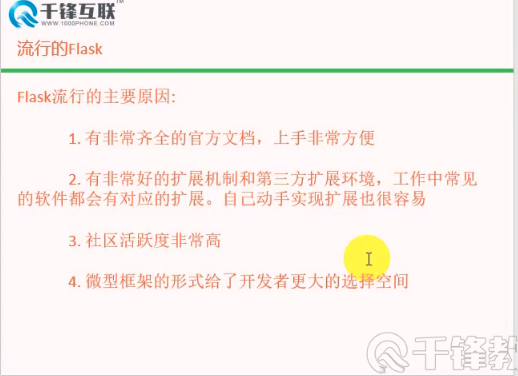 千锋互联
TM
WWW.1000PHONE.COM
流行的Flask
Flask流行的主要原因:
1. 有非常齐全的官方文档，上手非常方便
2. 有非常好的扩展机制和第三方扩展环境，工作中常见
的软件都会有对应的扩展。自己动手实现扩展也很容易
3. 社区活跃度非常高
4. 微型框架的形式给了开发者更大的选择空间
千锋教